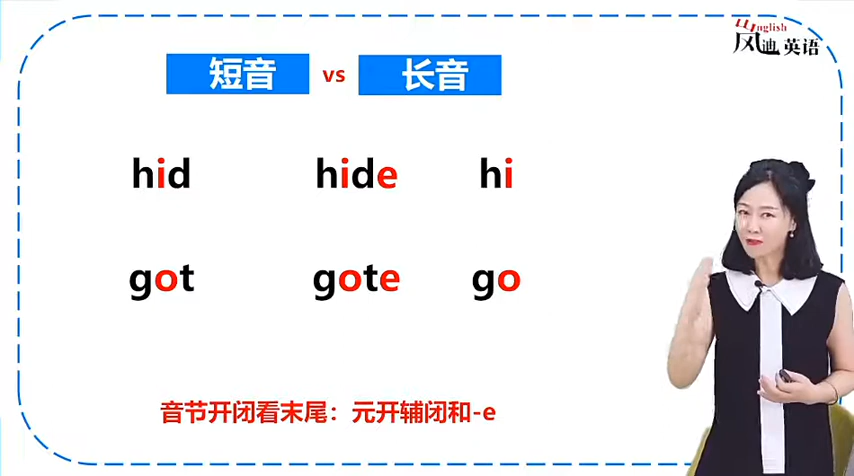 English
风迪英语
短音 vs 长音
hid hide hi
got gote go
音节开闭看末尾：元开辅闭和-e